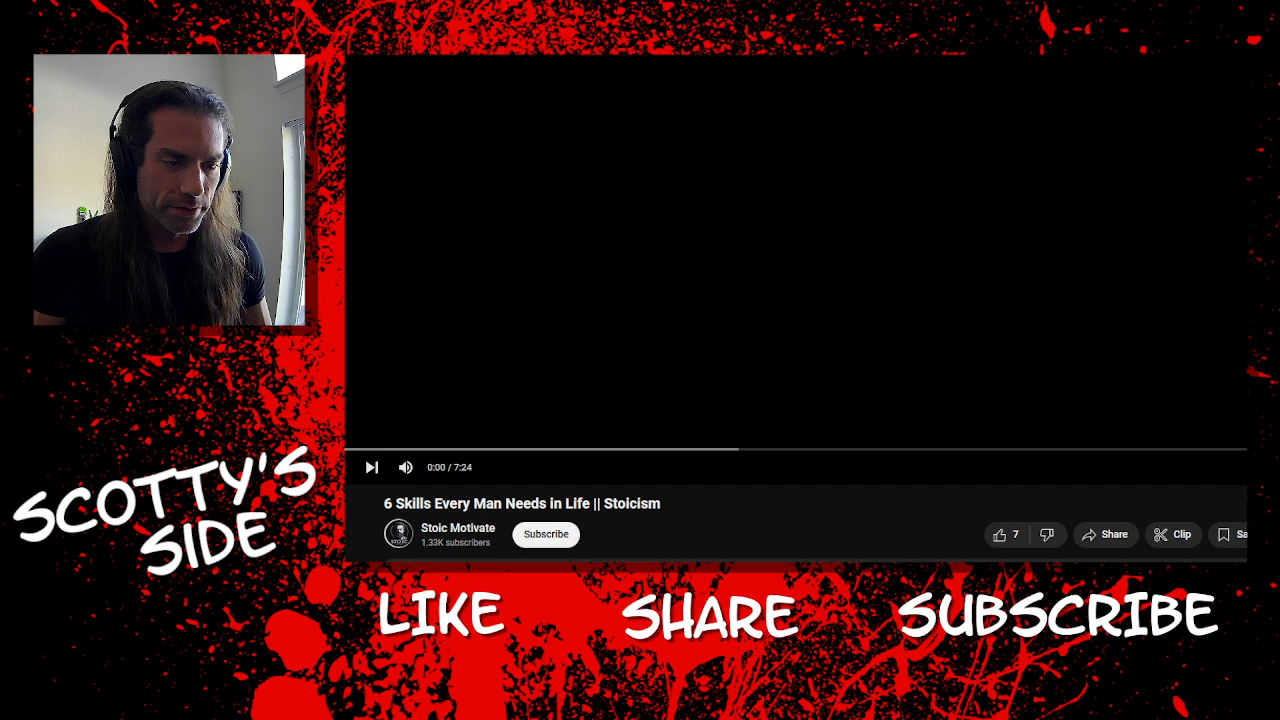 SCOTTY'S
SIDE
0:00 / 7:24
6 Skills Every Man Needs in Life || Stoicism
Stoic Motivate
1.33K subscribers
Subscribe
7
Share
Clip
Sa
LIKE
SHARE
SUBSCRIBE